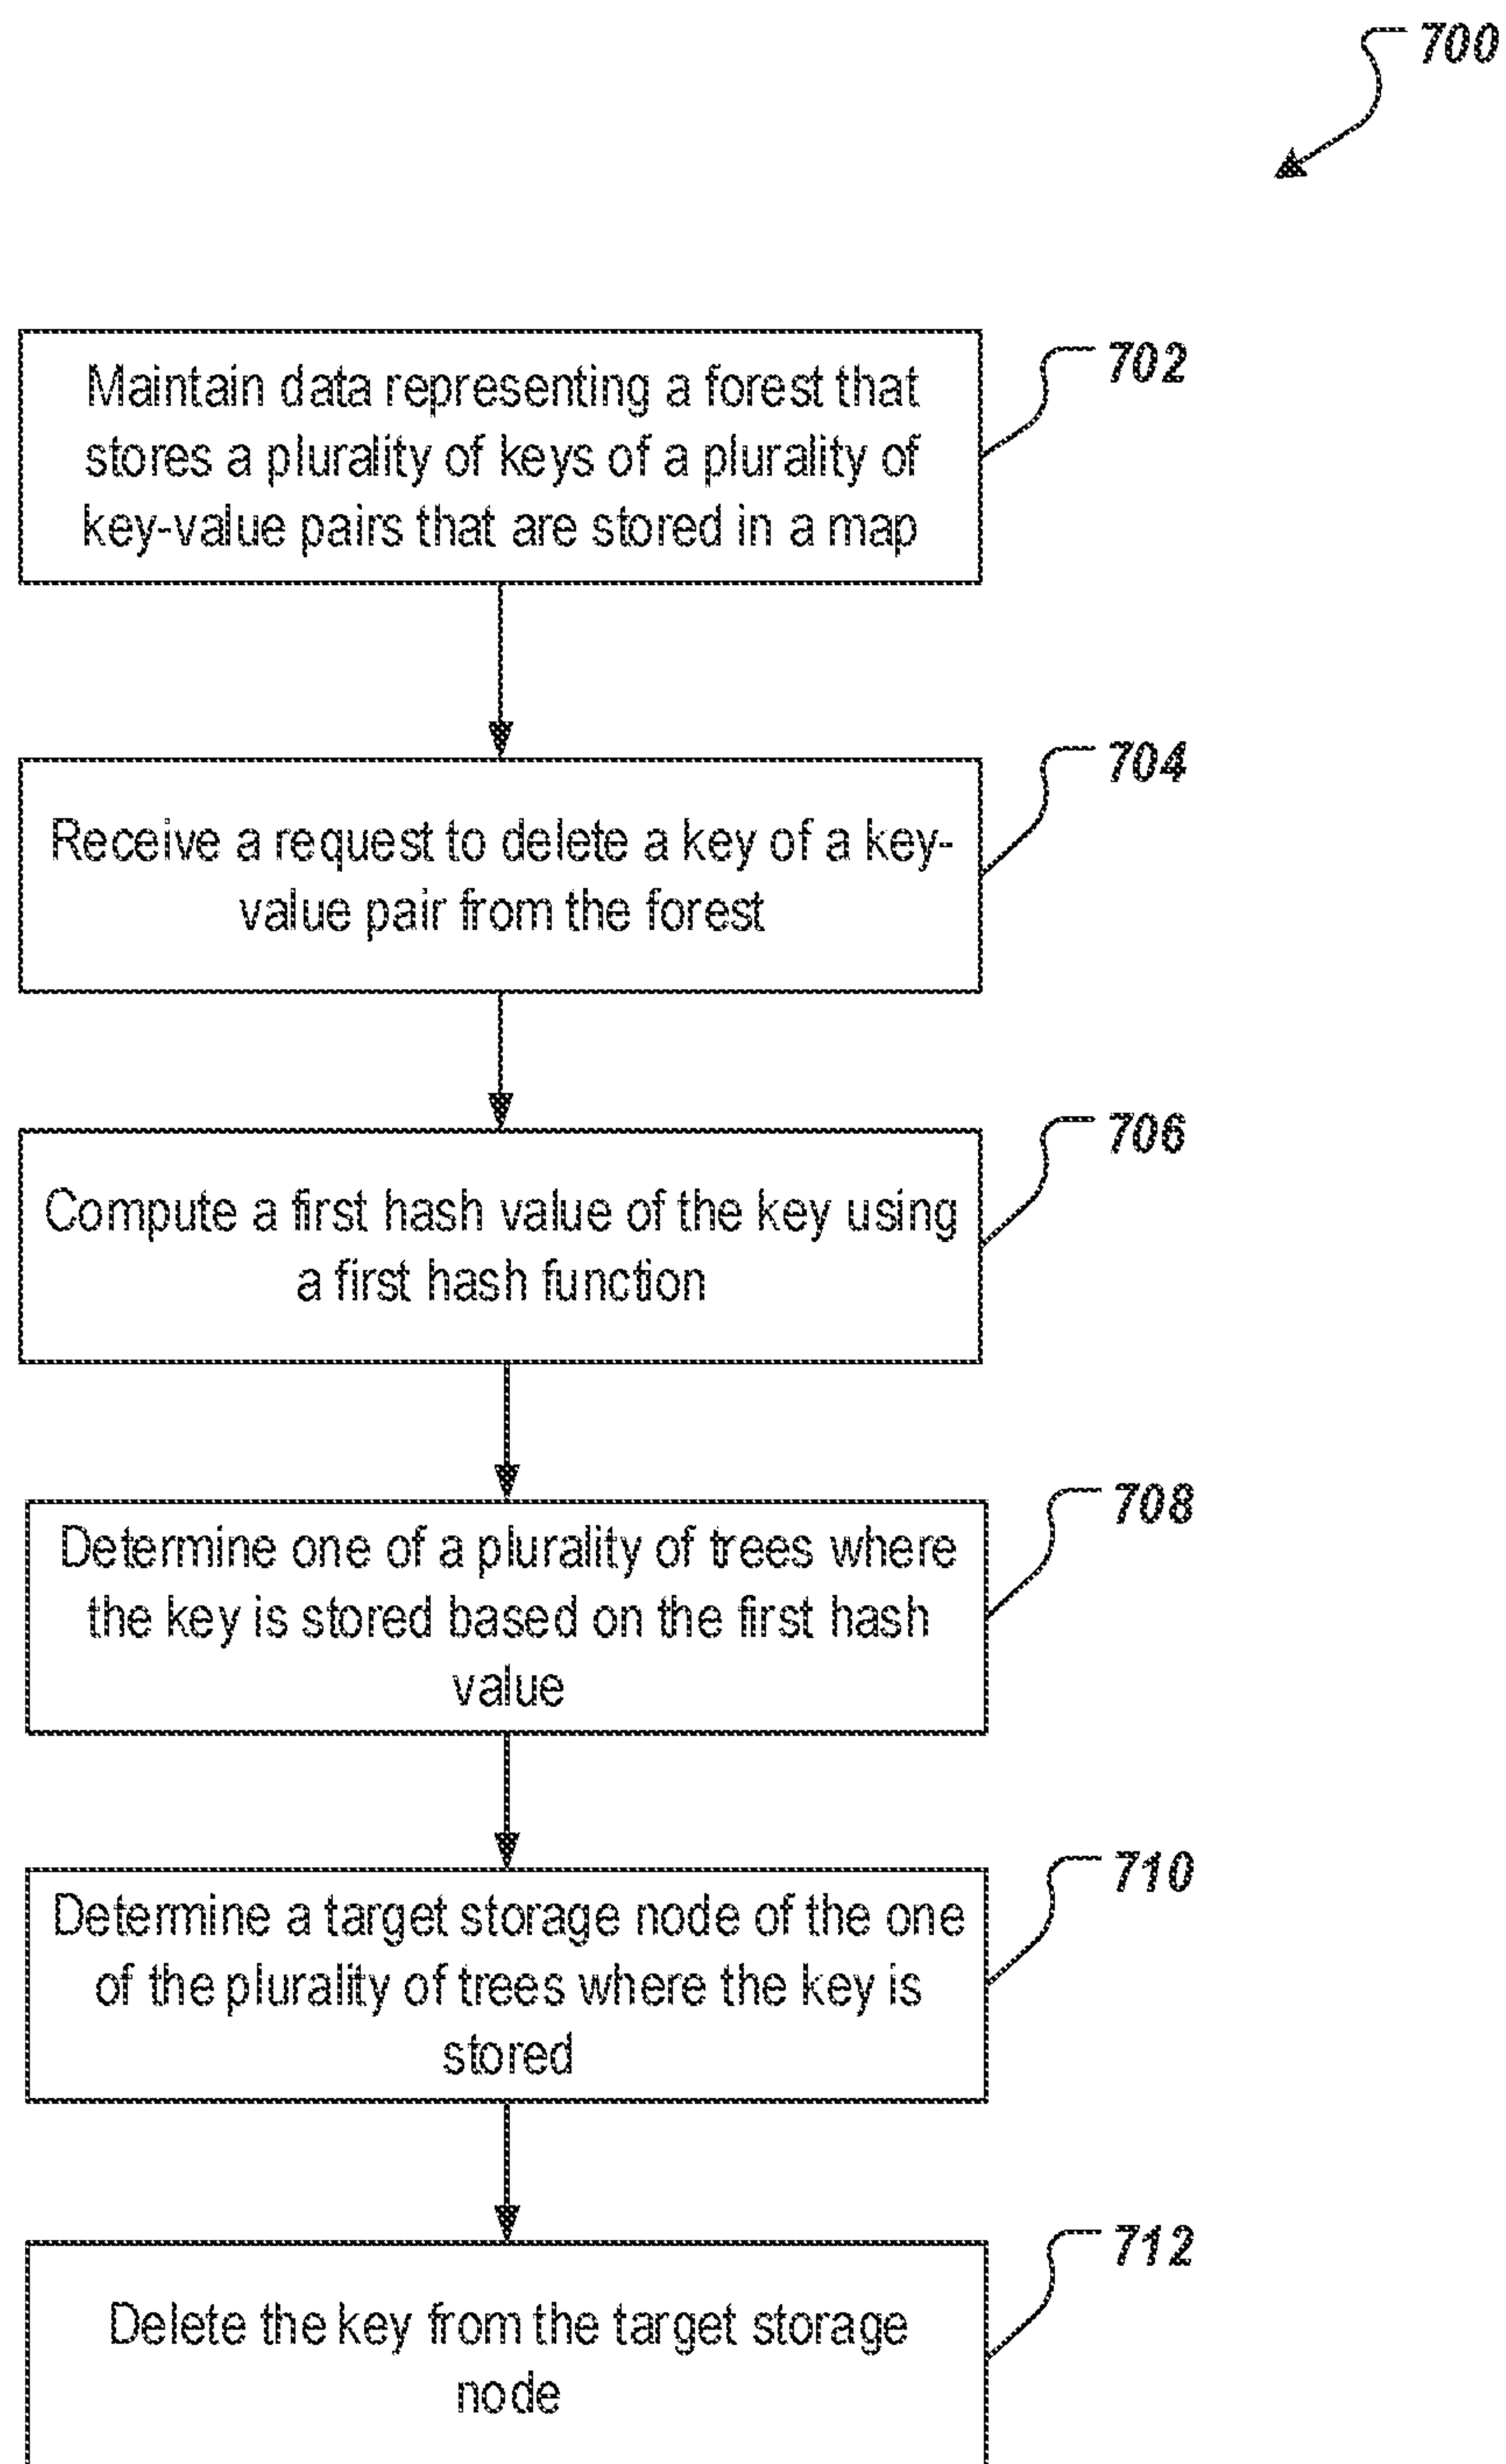 700
Maintain data representing a forest that
stores a plurality of keys of a plurality of
key-value pairs that are stored in a map
702
Receive a request to delete a key of a key-
value pair from the forest
704
Compute a first hash value of the key using
a first hash function
706
Determine one of a plurality of trees where
the key is stored based on the first hash
value
708
Determine a target storage node of the one
of the plurality of trees where the key is
stored
710
Delete the key from the target storage
node
712